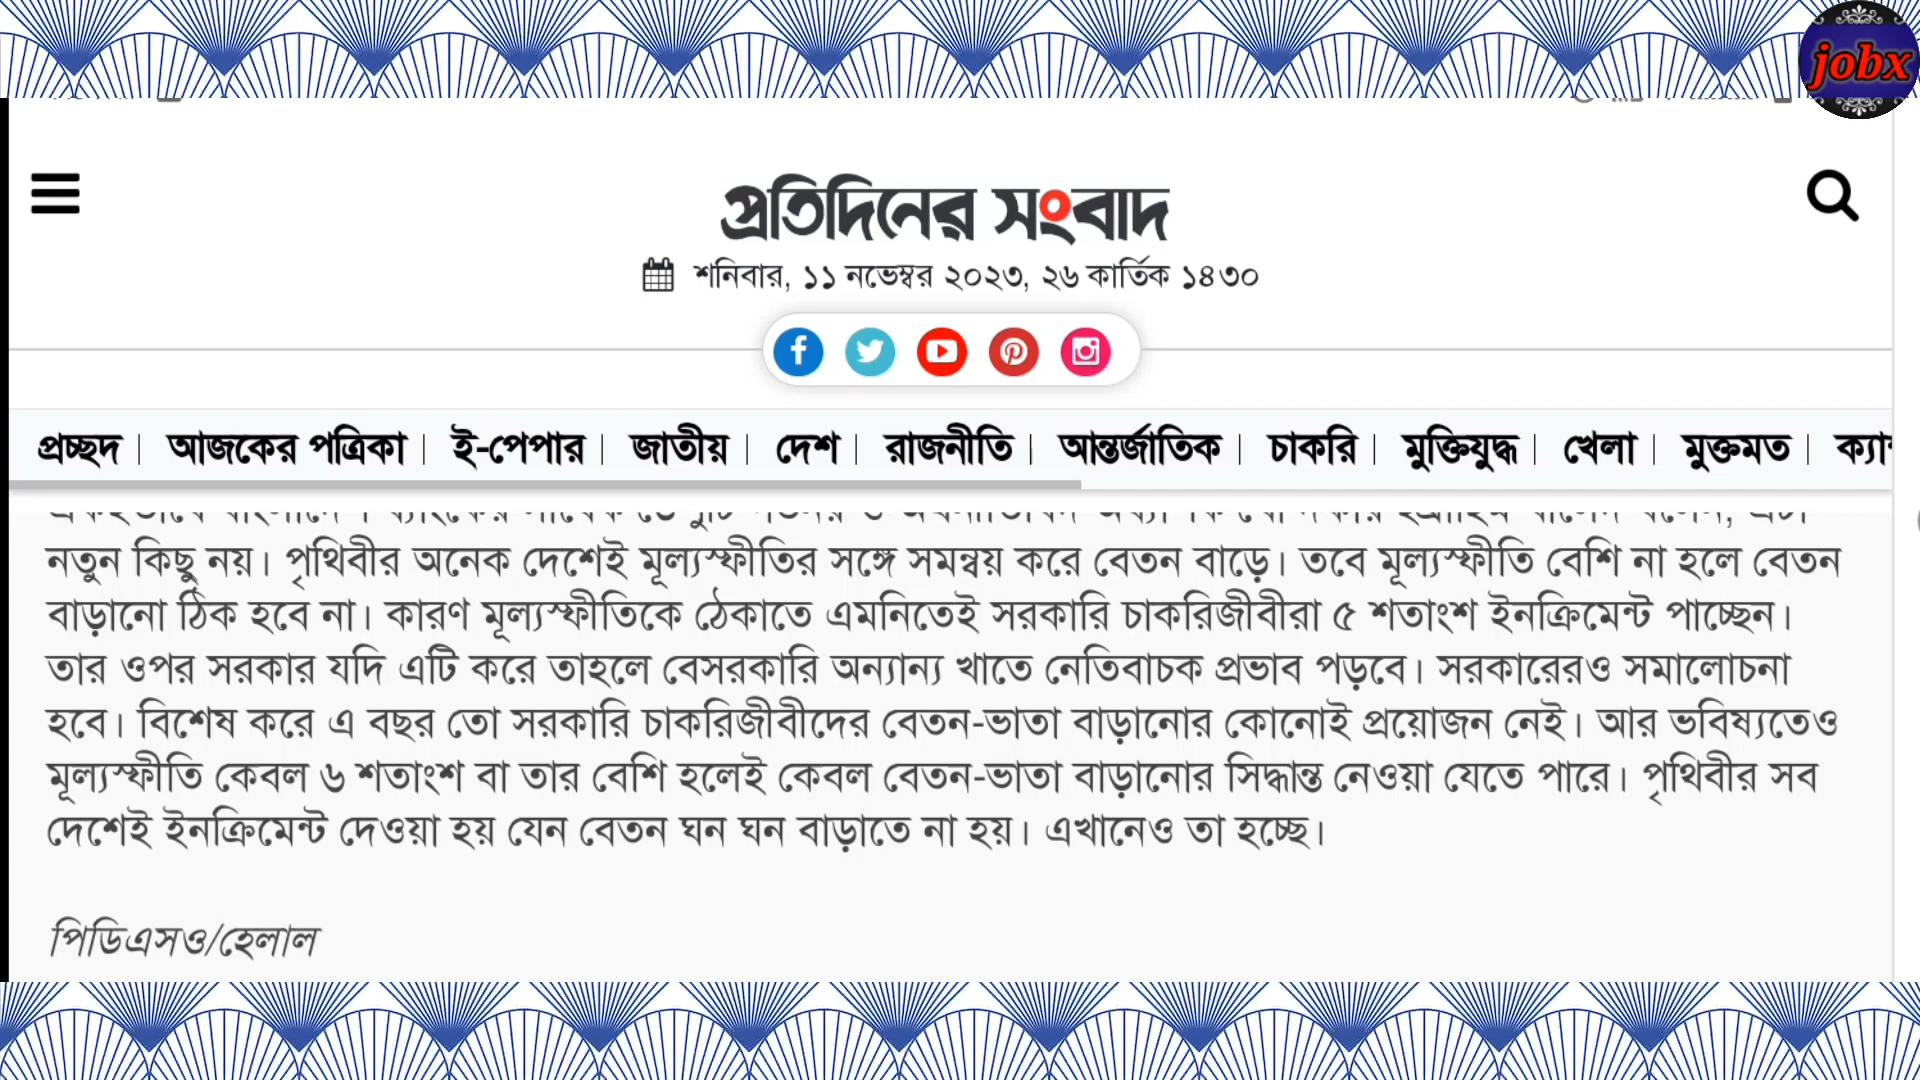 jobx
প্রতিদিনের সংবাদ
শনিবার, ১১ নভেম্বর ২০২৩, ২৬ কার্তিক ১৪৩০
প্রচ্ছদ | আজকের পত্রিকা | ই-পেপার | জাতীয় | দেশ | রাজনীতি | আন্তর্জাতিক | চাকরি | মুক্তিযুদ্ধ | খেলা | মুক্তমত |
নতুন কিছু নয়। পৃথিবীর অনেক দেশেই মূল্যস্ফীতির সঙ্গে সমন্বয় করে বেতন বাড়ে। তবে মূল্যস্ফীতি বেশি না হলে বেতন
বাড়ানো ঠিক হবে না। কারণ মূল্যস্ফীতিকে ঠেকাতে এমনিতেই সরকারি চাকরিজীবীরা ৫ শতাংশ ইনক্রিমেন্ট পাচ্ছেন।
তার ওপর সরকার যদি এটি করে তাহলে বেসরকারি অন্যান্য খাতে নেতিবাচক প্রভাব পড়বে। সরকারেরও সমালোচনা
হবে। বিশেষ করে এ বছর তো সরকারি চাকরিজীবীদের বেতন-ভাতা বাড়ানোর কোনোই প্রয়োজন নেই। আর ভবিষ্যতেও
মূল্যস্ফীতি কেবল ৬ শতাংশ বা তার বেশি হলেই কেবল বেতন-ভাতা বাড়ানোর সিদ্ধান্ত নেওয়া যেতে পারে। পৃথিবীর সব
দেশেই ইনক্রিমেন্ট দেওয়া হয় যেন বেতন ঘন ঘন বাড়াতে না হয়। এখানেও তা হচ্ছে।
পিডিএসও/হেলাল